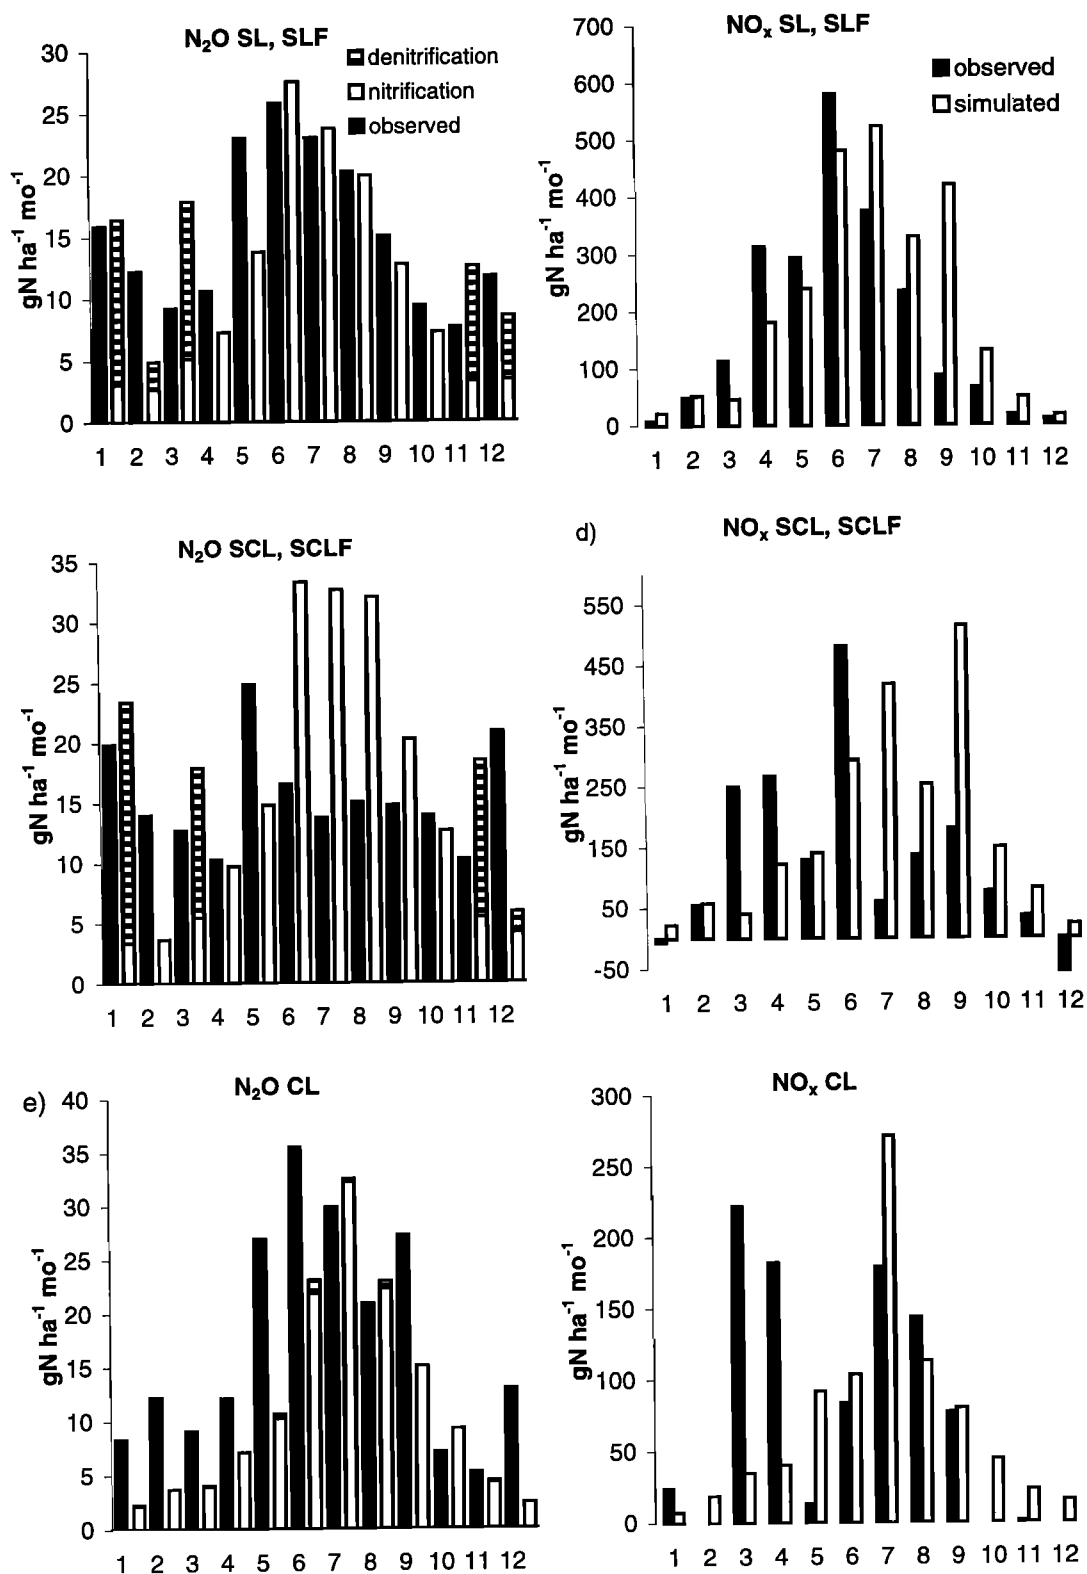 N₂O SL, SLF
denitrification
nitrification
observed
30
25
20
15
10
5
0
gN ha⁻¹ mo⁻¹
1 2 3 4 5 6 7 8 9 10 11 12
NOₓ SL, SLF
observed
simulated
700
600
500
400
300
200
100
0
gN ha⁻¹ mo⁻¹
1 2 3 4 5 6 7 8 9 10 11 12
N₂O SCL, SCLF
35
30
25
20
15
10
5
0
gN ha⁻¹ mo⁻¹
1 2 3 4 5 6 7 8 9 10 11 12
d)
NOₓ SCL, SCLF
550
450
350
250
150
50
-50
gN ha⁻¹ mo⁻¹
1 2 3 4 5 6 7 8 9 10 11 12
e)
N₂O CL
40
35
30
25
20
15
10
5
0
gN ha⁻¹ mo⁻¹
1 2 3 4 5 6 7 8 9 10 11 12
NOₓ CL
300
250
200
150
100
50
0
gN ha⁻¹ mo⁻¹
1 2 3 4 5 6 7 8 9 10 11 12